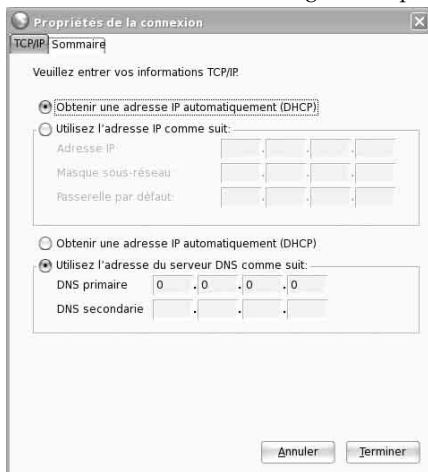 Propriétés de la connexion
TCP/IP Sommaire
Veuillez entrer vos informations TCP/IP.
Obtenir une adresse IP automatiquement (DHCP)
Utilisez l'adresse IP comme suit:
Adresse IP
Masque sous-réseau
Passerelle par défaut:
Obtenir une adresse IP automatiquement (DHCP)
Utilisez l'adresse du serveur DNS comme suit:
DNS primaire 0 . 0 . 0 . 0
DNS secondarie . . .
Annuler Terminer